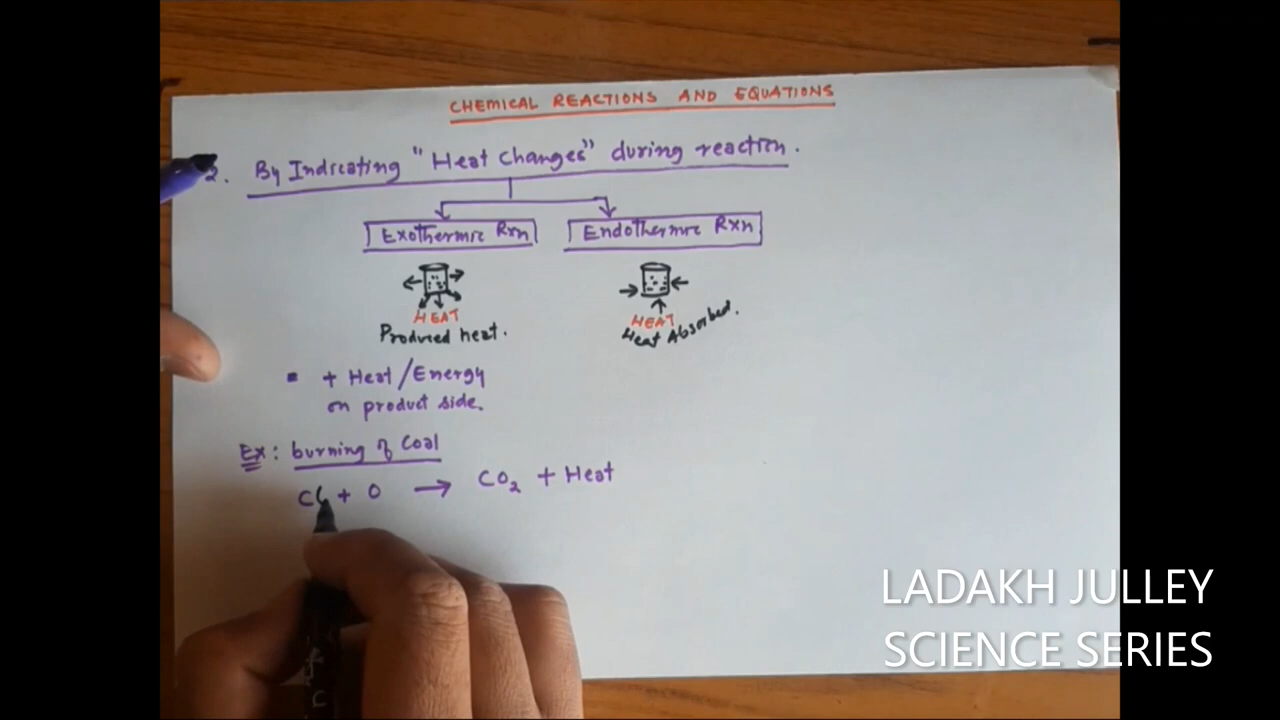 CHEMICAL REACTIONS AND EQUATIONS
2. By Indicating "Heat Changes" during reaction.
Exothermic Rxn Endothermic Rxn
HEAT HEAT
Produced heat. Heat Absorbed.
+ Heat/Energy
on product side.
Ex: burning of Coal
C( + O → CO₂ + Heat
LADAKH JULLEY
SCIENCE SERIES